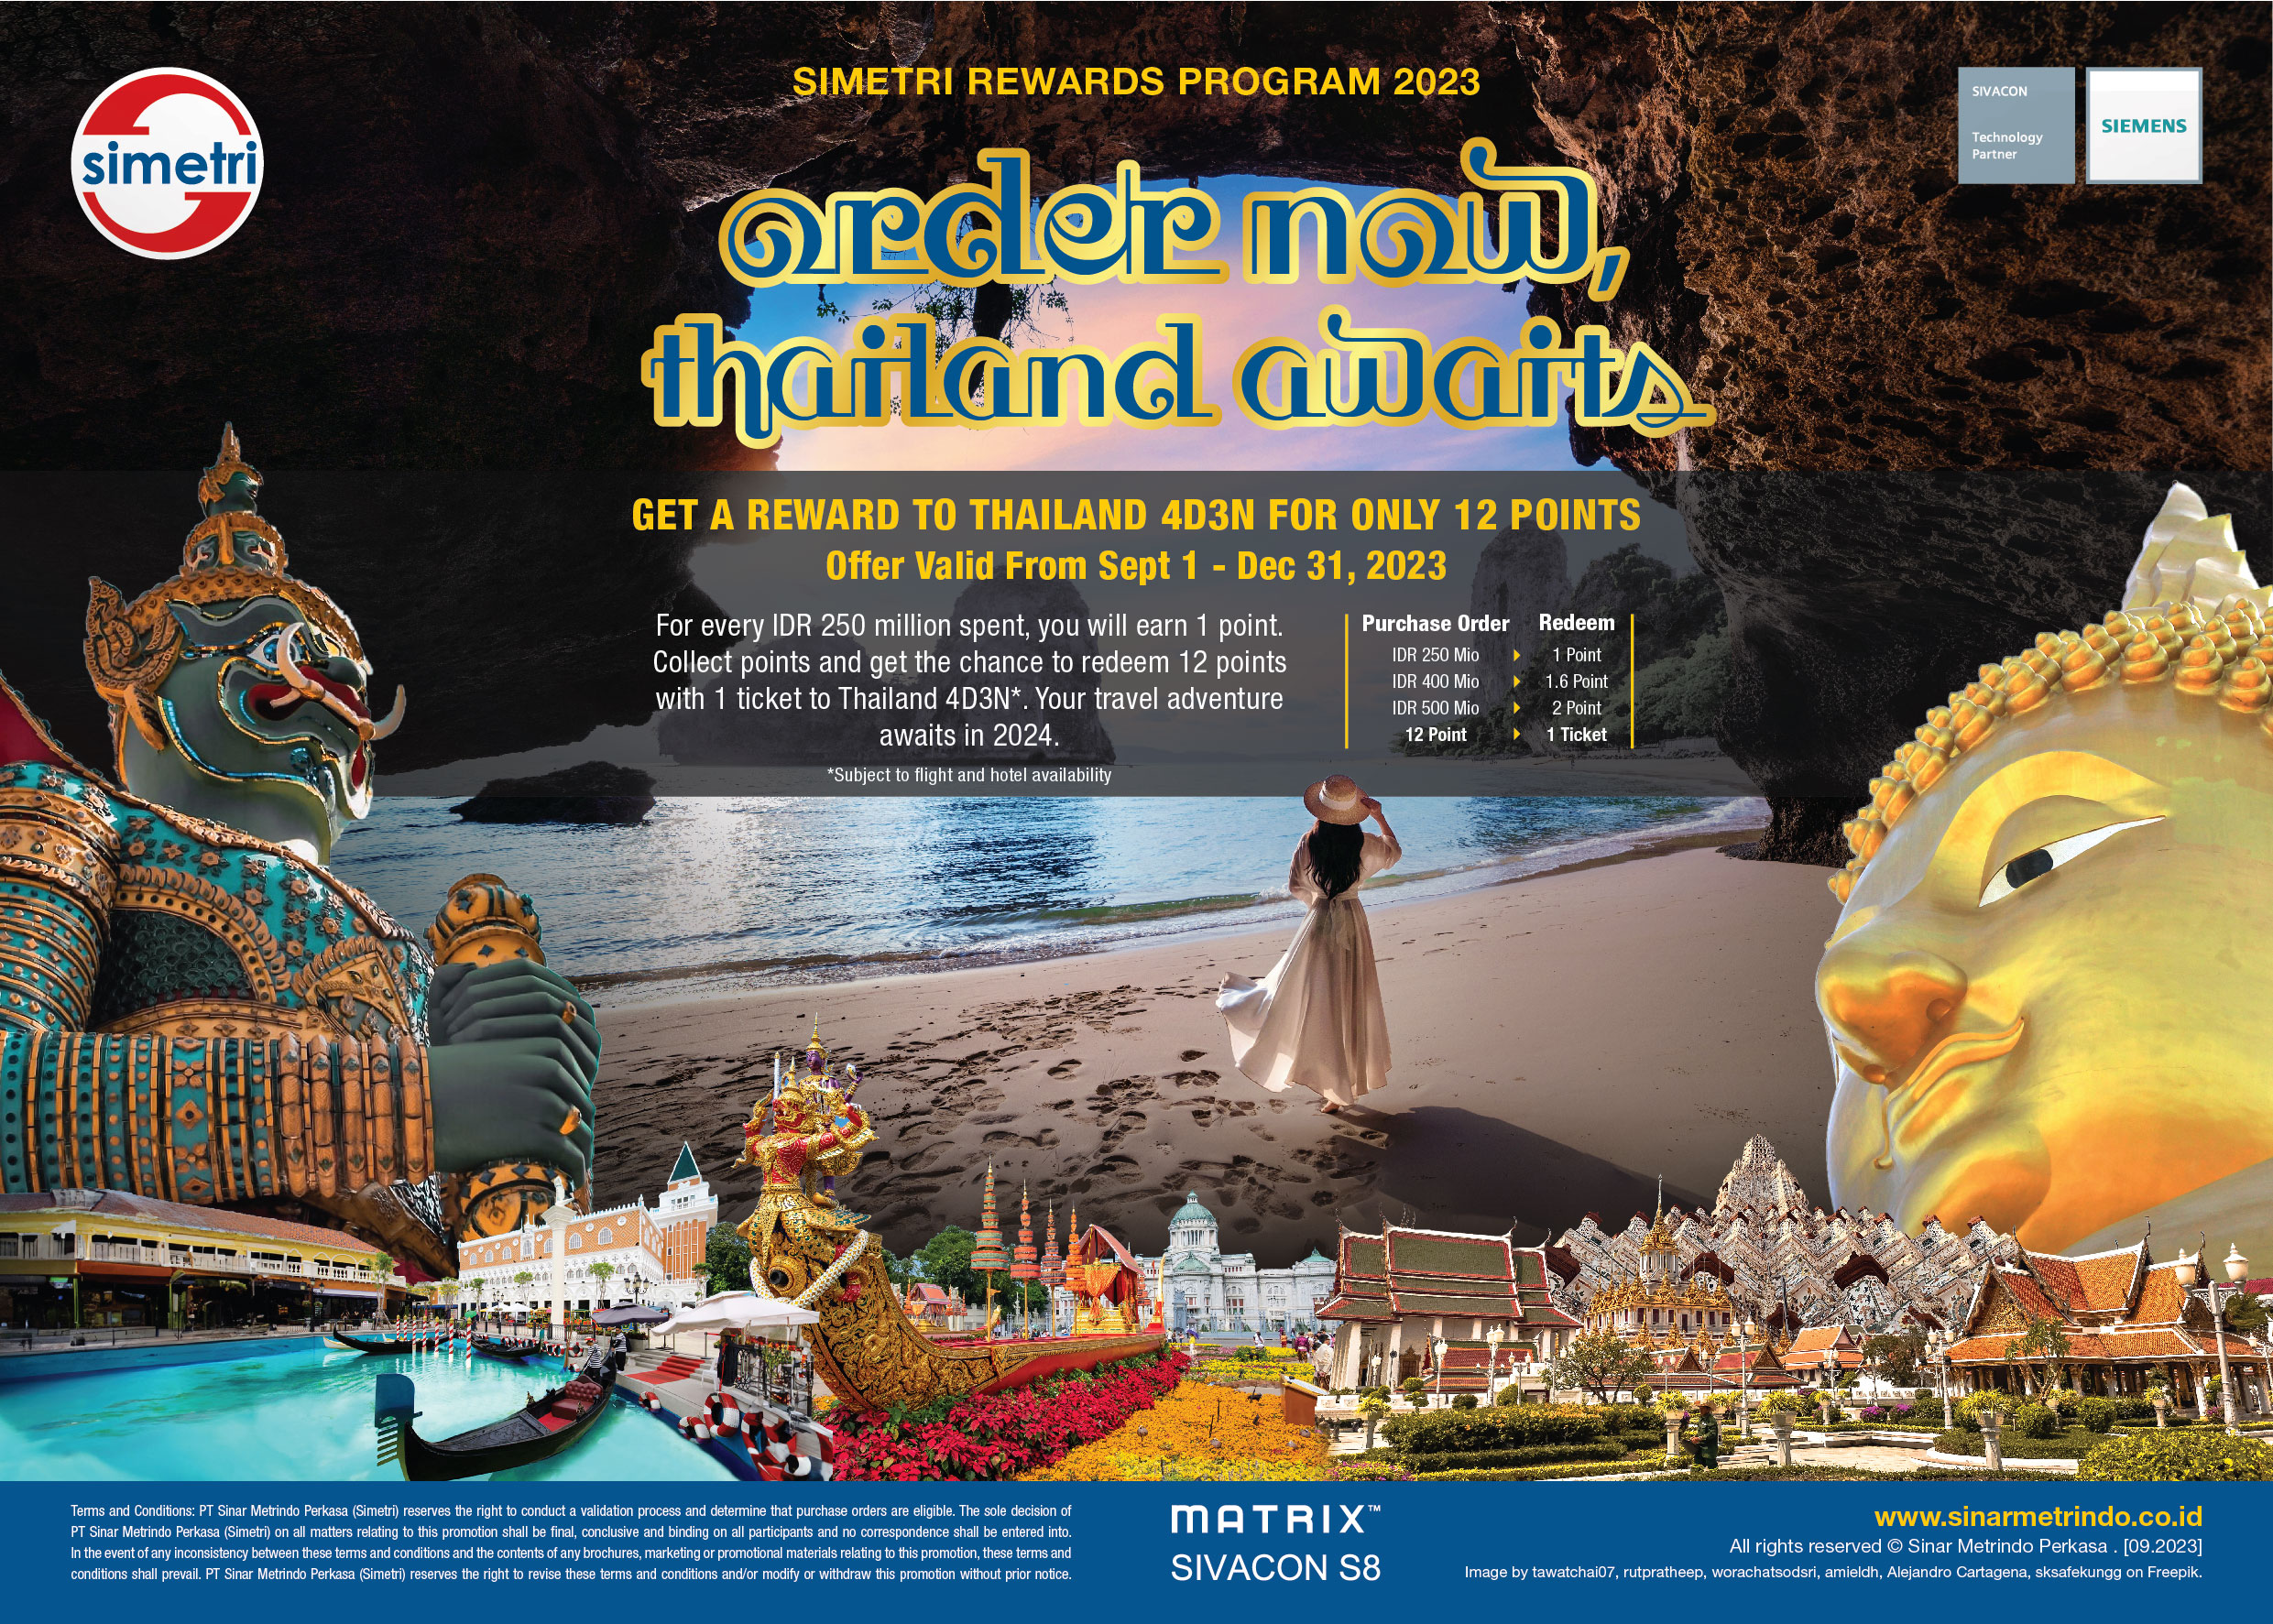 SIMETRI REWARDS PROGRAM 2023
simetri
SIVACON
Technology
Partner
SIEMENS
order now,
thailand awaits
GET A REWARD TO THAILAND 4D3N FOR ONLY 12 POINTS
Offer Valid From Sept 1 - Dec 31, 2023
For every IDR 250 million spent, you will earn 1 point.
Collect points and get the chance to redeem 12 points
with 1 ticket to Thailand 4D3N*. Your travel adventure
awaits in 2024.
*Subject to flight and hotel availability
Purchase Order Redeem
IDR 250 Mio 1 Point
IDR 400 Mio 1.6 Point
IDR 500 Mio 2 Point
12 Point 1 Ticket
Terms and Conditions: PT Sinar Metrindo Perkasa (Simetri) reserves the right to conduct a validation process and determine that purchase orders are eligible. The sole decision of
PT Sinar Metrindo Perkasa (Simetri) on all matters relating to this promotion shall be final, conclusive and binding on all participants and no correspondence shall be entered into.
In the event of any inconsistency between these terms and conditions and the contents of any brochures, marketing or promotional materials relating to this promotion, these terms and
conditions shall prevail. PT Sinar Metrindo Perkasa (Simetri) reserves the right to revise these terms and conditions and/or modify or withdraw this promotion without prior notice.
MATRIX™
SIVACON S8
www.sinarmetrindo.co.id
All rights reserved © Sinar Metrindo Perkasa . [09.2023]
Image by tawatchai07, rutpratheep, worachatsodsri, amieldh, Alejandro Cartagena, sksafekungg on Freepik.